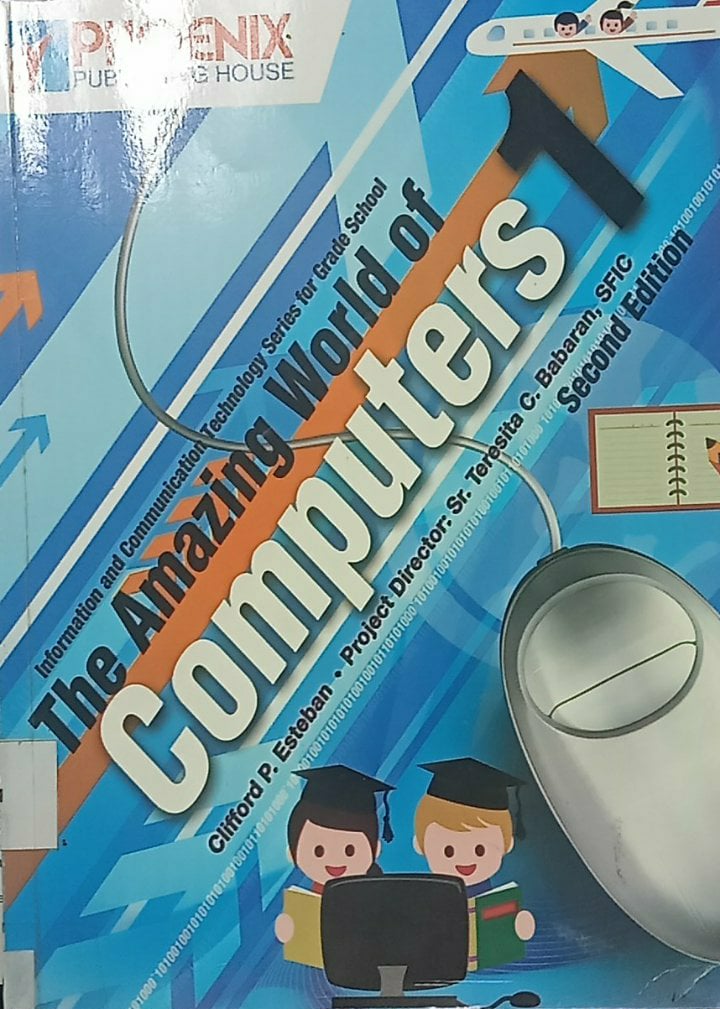 PHOENIX
PUBLISHING HOUSE
Information and Communication Technology Series for Grade School
The Amazing World of
Computers 1
Second Edition
Clifford P. Esteban • Project Director: Sr. Teresita C. Babaran, SFIC